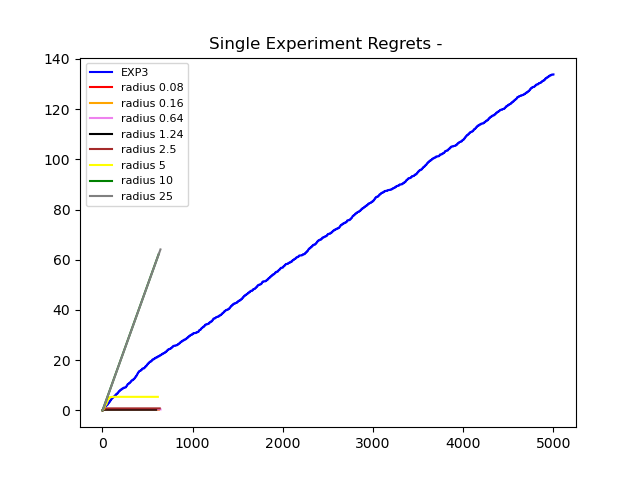 Single Experiment Regrets -
140
120
100
80
60
40
20
0
EXP3
radius 0.08
radius 0.16
radius 0.64
radius 1.24
radius 2.5
radius 5
radius 10
radius 25
0 1000 2000 3000 4000 5000